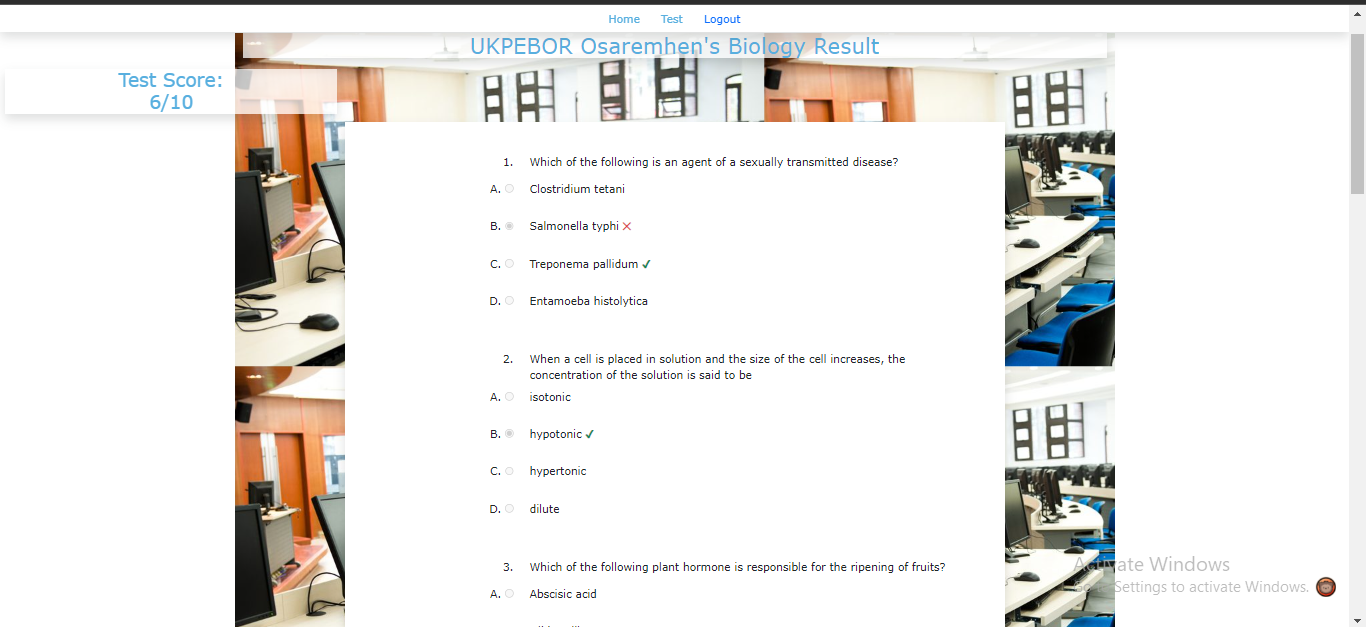 Home Test Logout
UKPEBOR Osaremhen's Biology Result
Test Score:
6/10
1. Which of the following is an agent of a sexually transmitted disease?
A. Clostridium tetani
B. Salmonella typhi ✕
C. Treponema pallidum ✓
D. Entamoeba histolytica
2. When a cell is placed in solution and the size of the cell increases, the
concentration of the solution is said to be
A. isotonic
B. hypotonic ✓
C. hypertonic
D. dilute
3. Which of the following plant hormone is responsible for the ripening of fruits?
A. Abscisic acid
Activate Windows
Go to Settings to activate Windows.